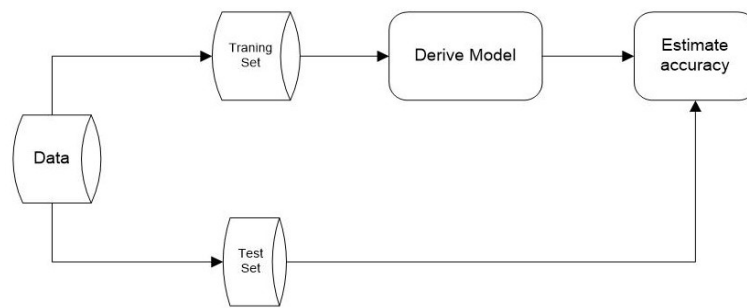 Traning
Set
Derive Model
Estimate
accuracy
Data
Test
Set